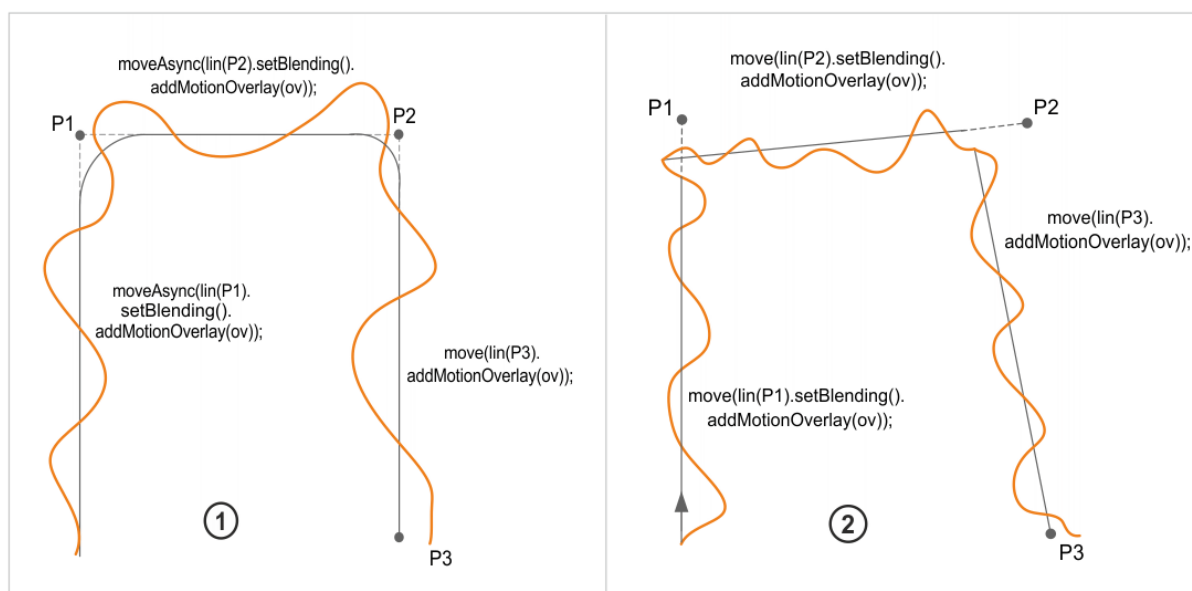 moveAsync(lin(P2).setBlending().
addMotionOverlay(ov));
P1
P2
moveAsync(lin(P1).
setBlending().
addMotionOverlay(ov));
move(lin(P3).
addMotionOverlay(ov));
1
P3
move(lin(P2).setBlending().
addMotionOverlay(ov));
P1
P2
move(lin(P3).
addMotionOverlay(ov));
move(lin(P1).setBlending().
addMotionOverlay(ov));
2
P3